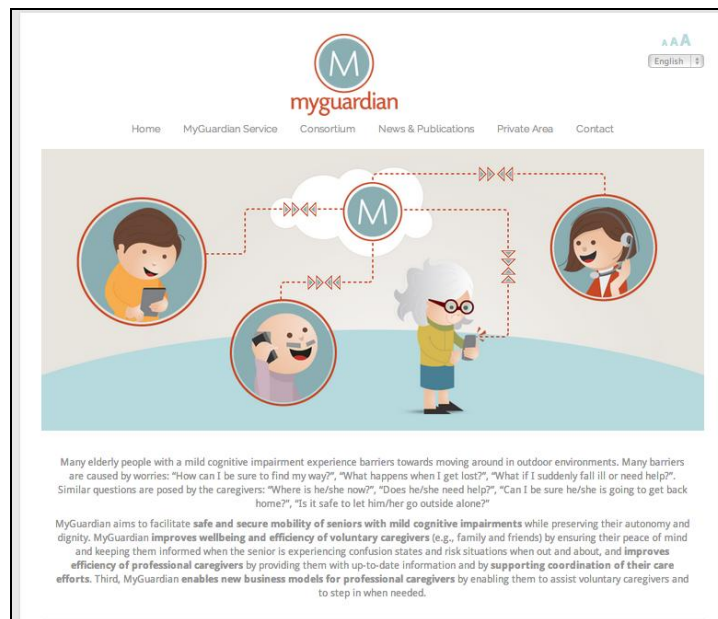 A A A
English
M
myguardian
Home MyGuardian Service Consortium News & Publications Private Area Contact
M
Many elderly people with a mild cognitive impairment experience barriers towards moving around in outdoor environments. Many barriers
are caused by worries: “How can I be sure to find my way?”, “What happens when I get lost?”, “What if I suddenly fall ill or need help?”.
Similar questions are posed by the caregivers: “Where is he/she now?”, “Does he/she need help?”, “Can I be sure he/she is going to get back
home?”, “Is it safe to let him/her go outside alone?”
MyGuardian aims to facilitate safe and secure mobility of seniors with mild cognitive impairments while preserving their autonomy and
dignity. MyGuardian improves wellbeing and efficiency of voluntary caregivers (e.g., family and friends) by ensuring their peace of mind
and keeping them informed when the senior is experiencing confusion states and risk situations when out and about, and improves
efficiency of professional caregivers by providing them with up-to-date information and by supporting coordination of their care
efforts. Third, MyGuardian enables new business models for professional caregivers by enabling them to assist voluntary caregivers and
to step in when needed.